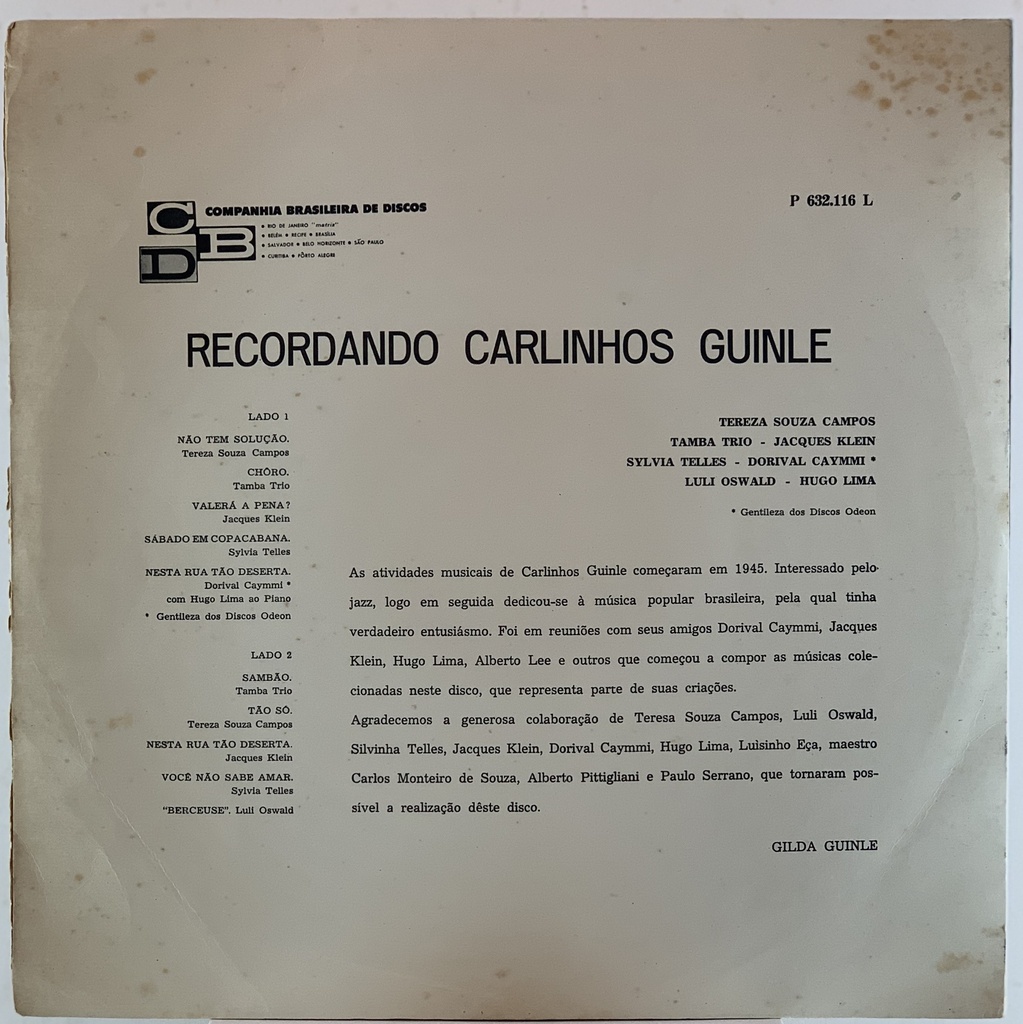 C
B
D
COMPANHIA BRASILEIRA DE DISCOS
• RIO DE JANEIRO "matriz"
• BELÉM • RECIFE • BRASÍLIA
• SALVADOR • BELO HORIZONTE • SÃO PAULO
• CURITIBA • PÔRTO ALEGRE
P 632.116 L
RECORDANDO CARLINHOS GUINLE
LADO 1
NÃO TEM SOLUÇÃO.
Tereza Souza Campos
CHÔRO.
Tamba Trio
VALERÁ A PENA?
Jacques Klein
SÁBADO EM COPACABANA.
Sylvia Telles
NESTA RUA TÃO DESERTA.
Dorival Caymmi *
com Hugo Lima ao Piano
* Gentileza dos Discos Odeon
LADO 2
SAMBÃO.
Tamba Trio
TÃO SÓ.
Tereza Souza Campos
NESTA RUA TÃO DESERTA.
Jacques Klein
VOCÊ NÃO SABE AMAR.
Sylvia Telles
"BERCEUSE". Luli Oswald
TEREZA SOUZA CAMPOS
TAMBA TRIO - JACQUES KLEIN
SYLVIA TELLES - DORIVAL CAYMMI *
LULI OSWALD - HUGO LIMA
* Gentileza dos Discos Odeon
As atividades musicais de Carlinhos Guinle começaram em 1945. Interessado pelo
jazz, logo em seguida dedicou-se à música popular brasileira, pela qual tinha
verdadeiro entusiásmo. Foi em reuniões com seus amigos Dorival Caymmi, Jacques
Klein, Hugo Lima, Alberto Lee e outros que começou a compor as músicas cole-
cionadas neste disco, que representa parte de suas criações.
Agradecemos a generosa colaboração de Teresa Souza Campos, Luli Oswald,
Silvinha Telles, Jacques Klein, Dorival Caymmi, Hugo Lima, Luisinho Eça, maestro
Carlos Monteiro de Souza, Alberto Pittigliani e Paulo Serrano, que tornaram pos-
sível a realização dêste disco.
GILDA GUINLE